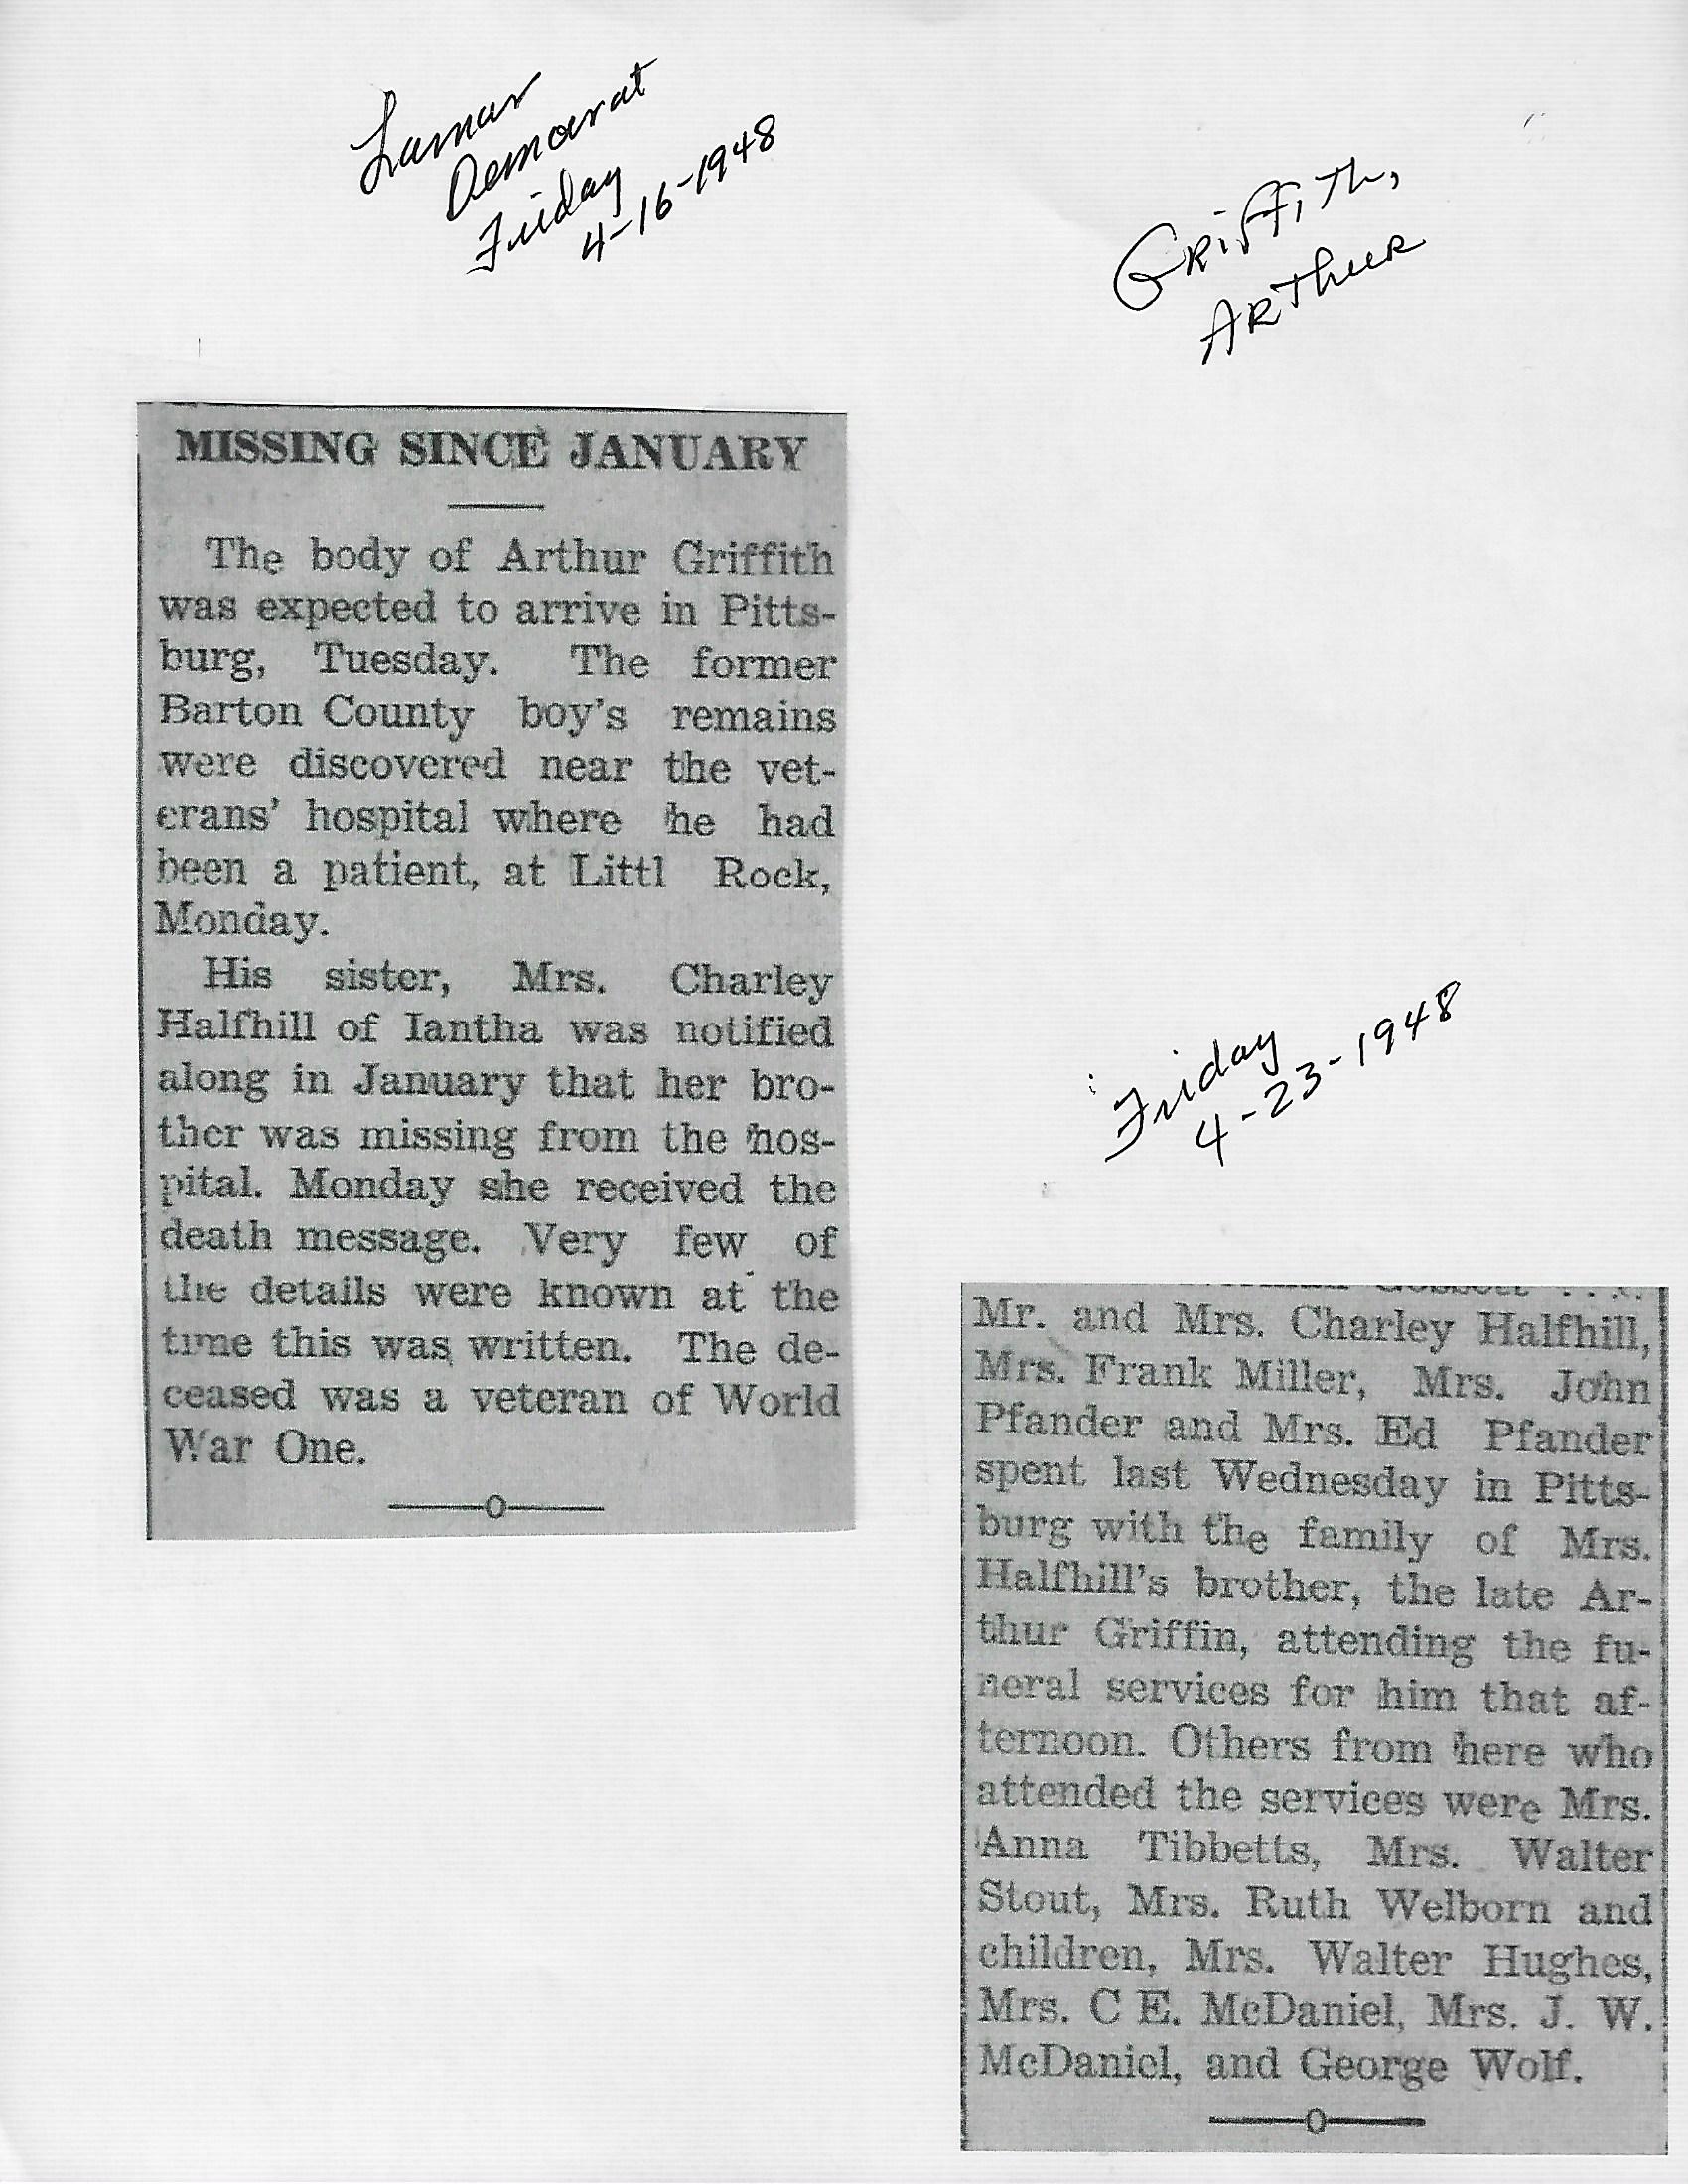 Lamar
Democrat
Friday
4-16-1948
Griffith,
Arthur
MISSING SINCE JANUARY
The body of Arthur Griffith
was expected to arrive in Pitts-
burg, Tuesday. The former
Barton County boy's remains
were discovered near the vet-
erans' hospital where he had
been a patient, at Littl Rock,
Monday.
His sister, Mrs. Charley
Halfhill of Iantha was notified
along in January that her bro-
ther was missing from the hos-
pital. Monday she received the
death message. Very few of
the details were known at the
time this was written. The de-
ceased was a veteran of World
War One.
Friday
4-23-1948
Mr. and Mrs. Charley Halfhill,
Mrs. Frank Miller, Mrs. John
Pfander and Mrs. Ed Pfander
spent last Wednesday in Pitts-
burg with the family of Mrs.
Halfhill's brother, the late Ar-
thur Griffin, attending the fu-
neral services for him that af-
ternoon. Others from here who
attended the services were Mrs.
Anna Tibbetts, Mrs. Walter
Stout, Mrs. Ruth Welborn and
children, Mrs. Walter Hughes,
Mrs. C E. McDaniel, Mrs. J. W.
McDaniel, and George Wolf.